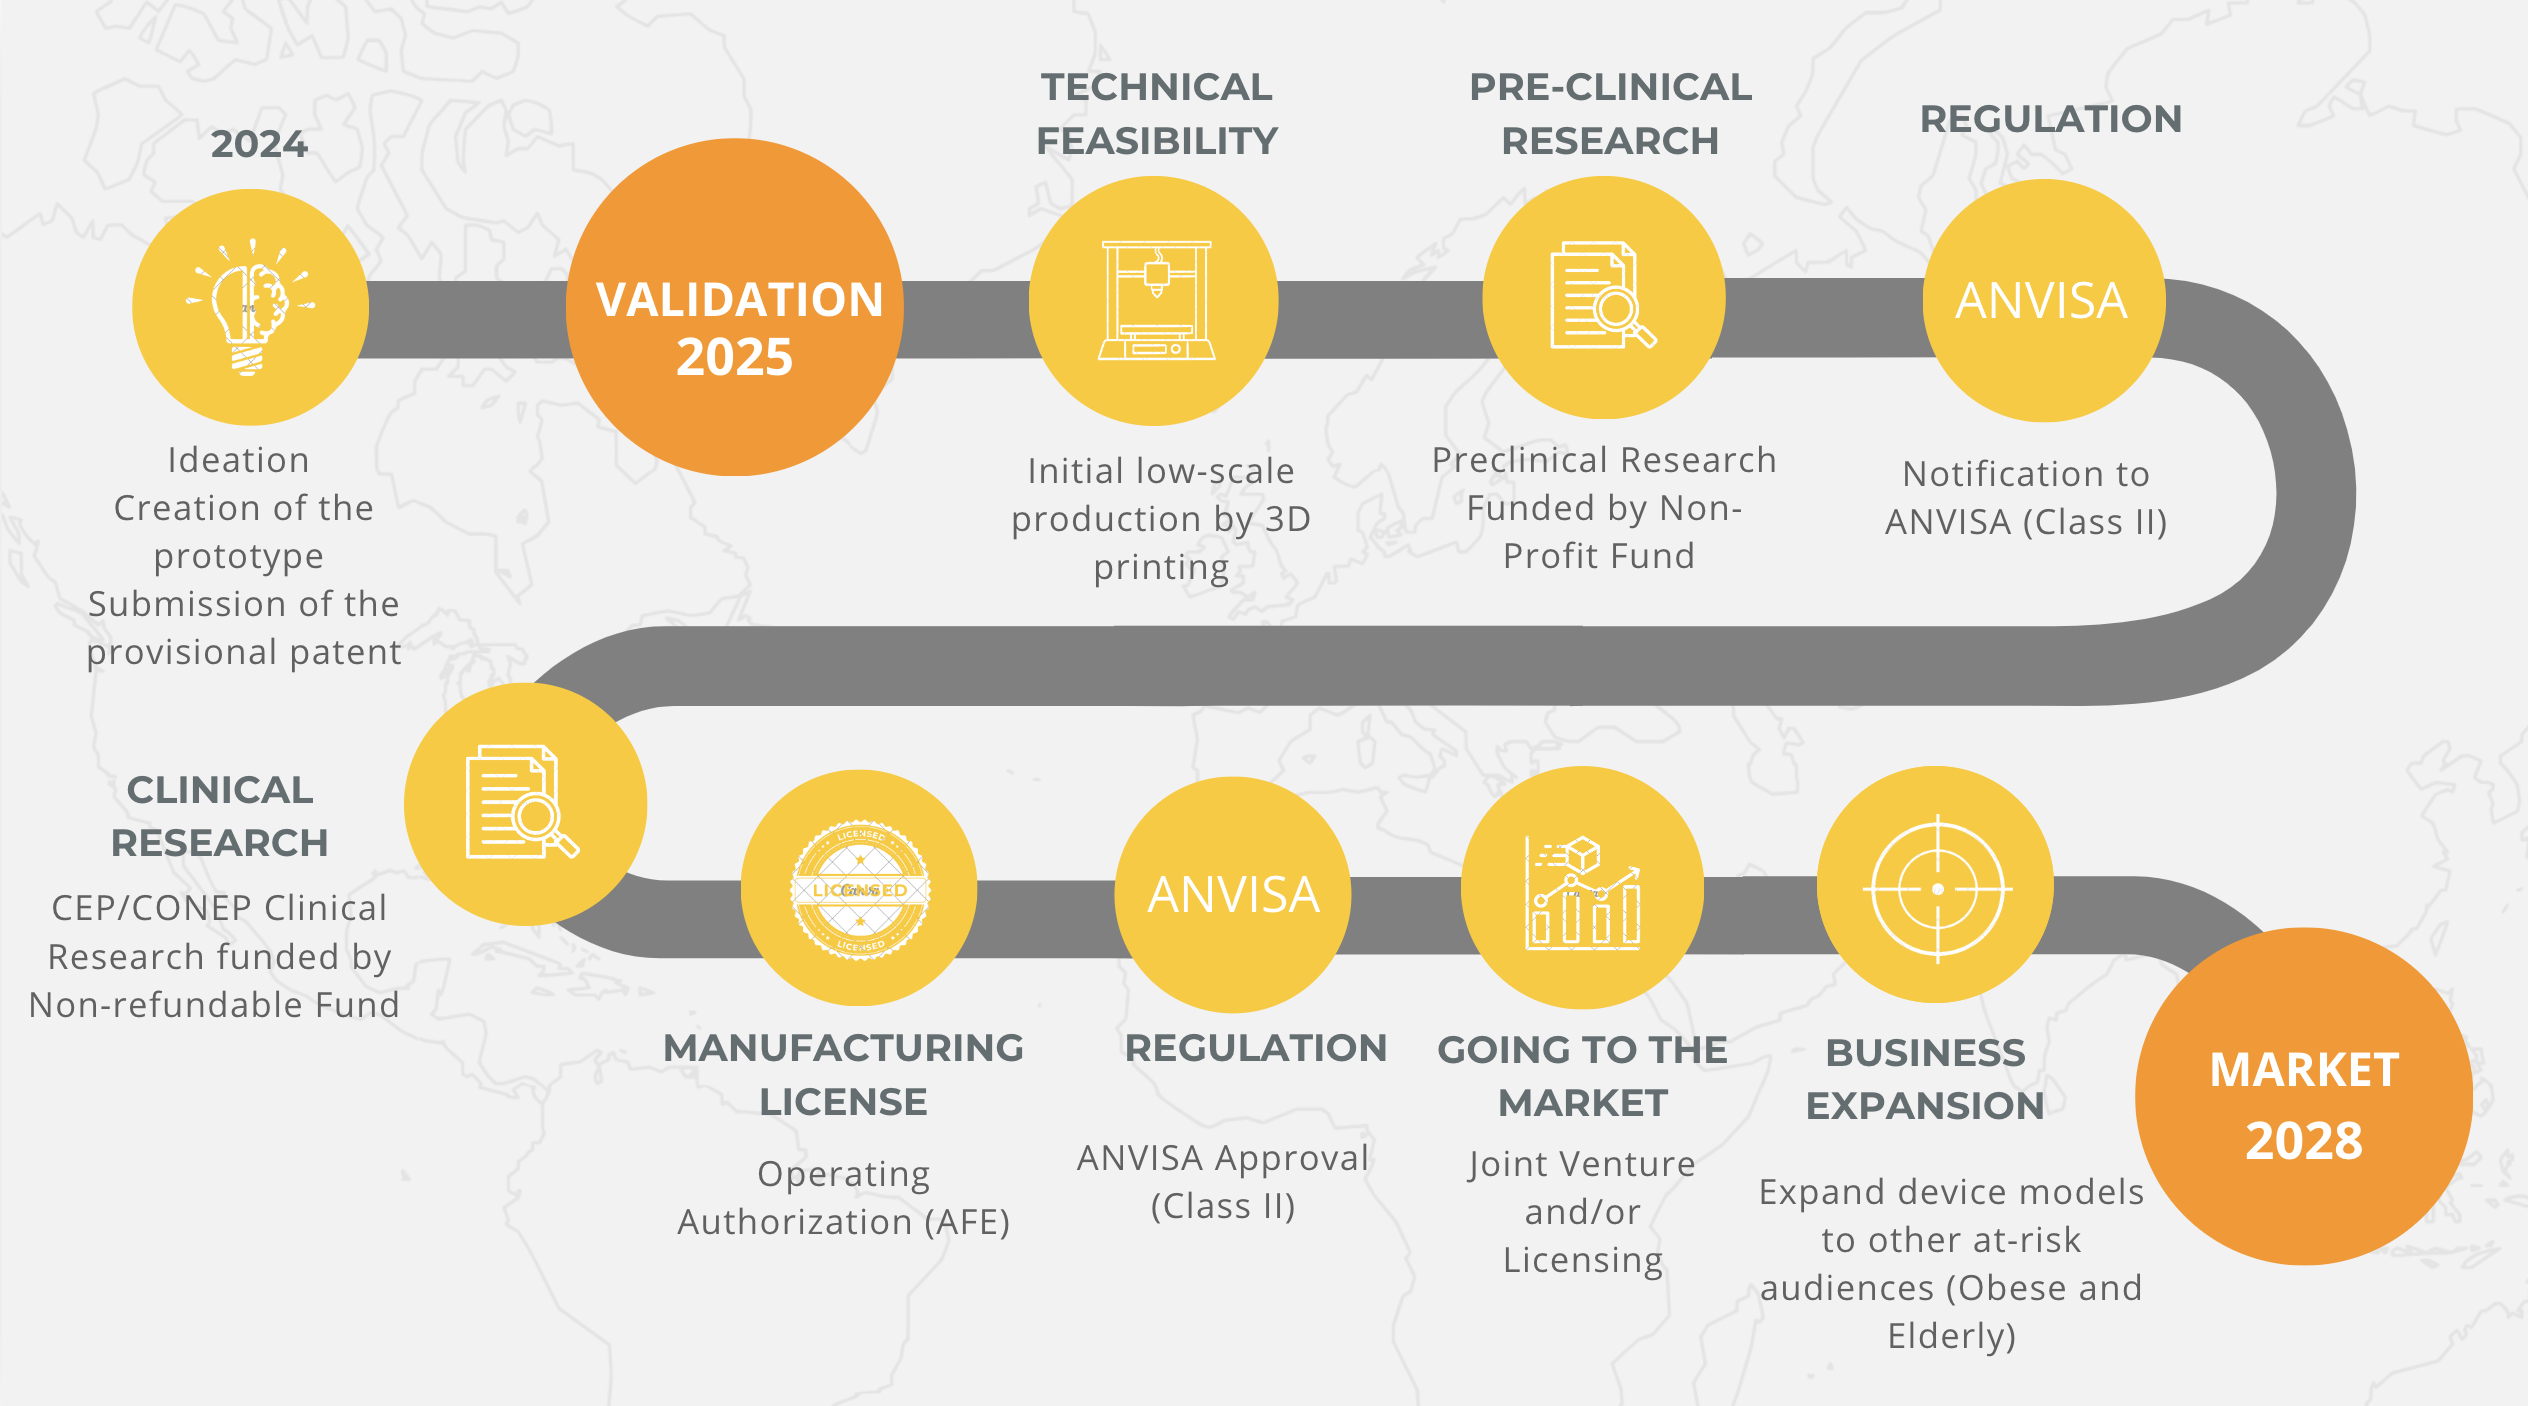 2024
VALIDATION
2025
TECHNICAL
FEASIBILITY
PRE-CLINICAL
RESEARCH
REGULATION
ANVISA
Ideation
Creation of the
prototype
Submission of the
provisional patent
Initial low-scale
production by 3D
printing
Preclinical Research
Funded by Non-
Profit Fund
Notification to
ANVISA (Class II)
CLINICAL
RESEARCH
CEP/CONEP Clinical
Research funded by
Non-refundable Fund
LICENSED
LICENSED
LICENSED
MANUFACTURING
LICENSE
Operating
Authorization (AFE)
ANVISA
REGULATION
ANVISA Approval
(Class II)
GOING TO THE
MARKET
Joint Venture
and/or
Licensing
BUSINESS
EXPANSION
Expand device models
to other at-risk
audiences (Obese and
Elderly)
MARKET
2028